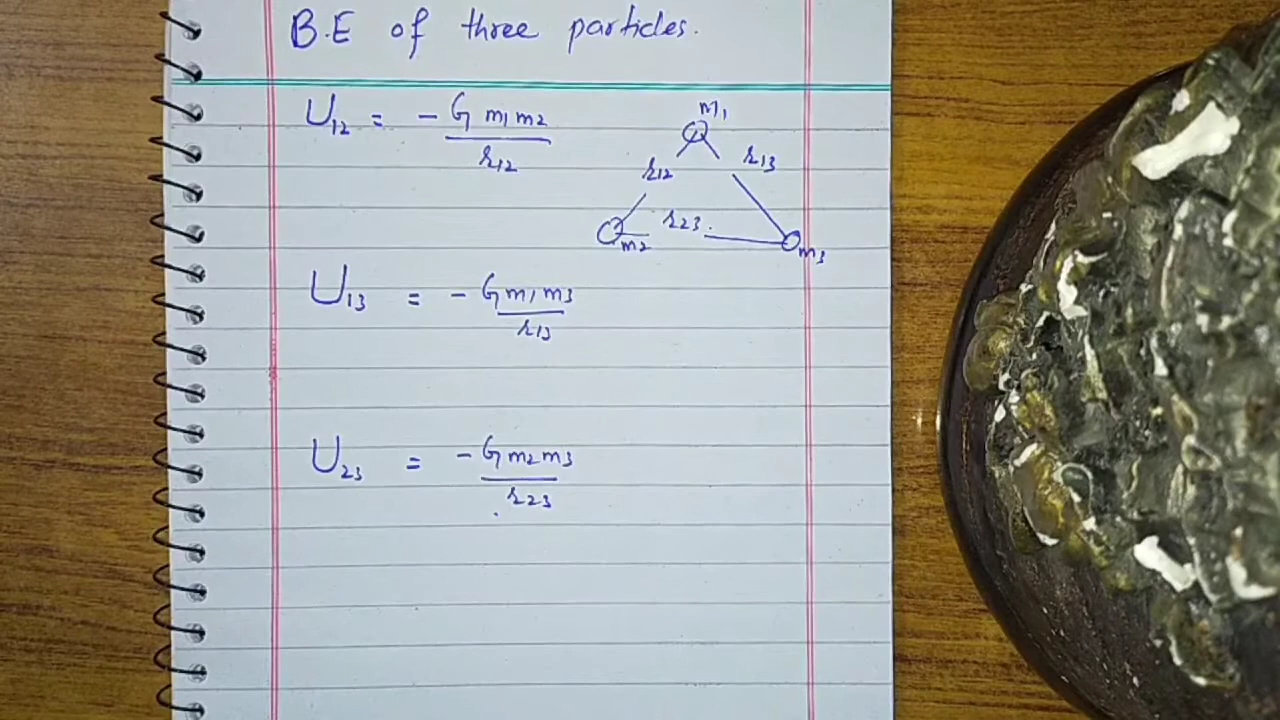 B.E of three particles.
U12 = - G m1 m2 / r12
m1
r12 r13
r23
m2 m3
U13 = - G m1 m3 / r13
U23 = - G m2 m3 / r23